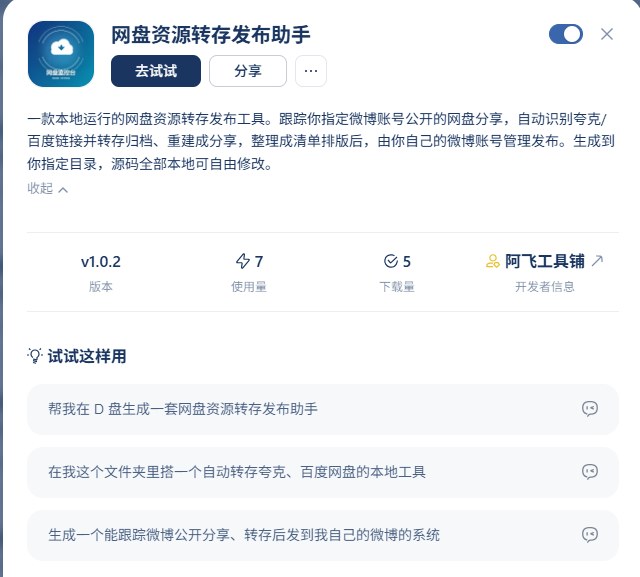 网盘资源转存发布助手
去试试
分享
一款本地运行的网盘资源转存发布工具。跟踪你指定微博账号公开的网盘分享，自动识别夸克/
百度链接并转存归档、重建成分享，整理成清单排版后，由你自己的微博账号管理发布。生成到
你指定目录，源码全部本地可自由修改。
收起
v1.0.2
版本
7
使用量
5
下载量
阿飞工具铺
开发者信息
试试这样用
帮我在 D 盘生成一套网盘资源转存发布助手
在我这个文件夹里搭一个自动转存夸克、百度网盘的本地工具
生成一个能跟踪微博公开分享、转存后发到我自己的微博的系统